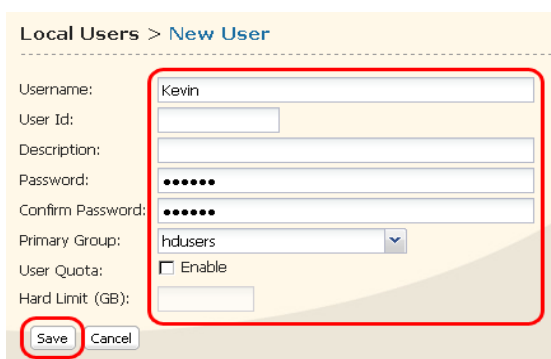 Local Users > New User
Username: Kevin
User Id:
Description:
Password: ••••••
Confirm Password: ••••••
Primary Group: hdusers
User Quota: Enable
Hard Limit (GB):
Save Cancel